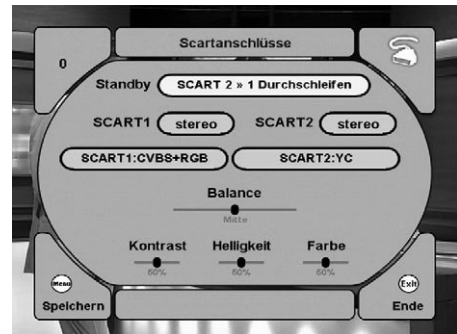 Scartanschlüsse
0
Standby SCART 2 » 1 Durchschleifen
SCART1 stereo SCART2 stereo
SCART1:CVBS+RGB SCART2:YC
Balance
Mitte
Kontrast Helligkeit Farbe
50% 50% 50%
Menu Exit
Speichern Ende